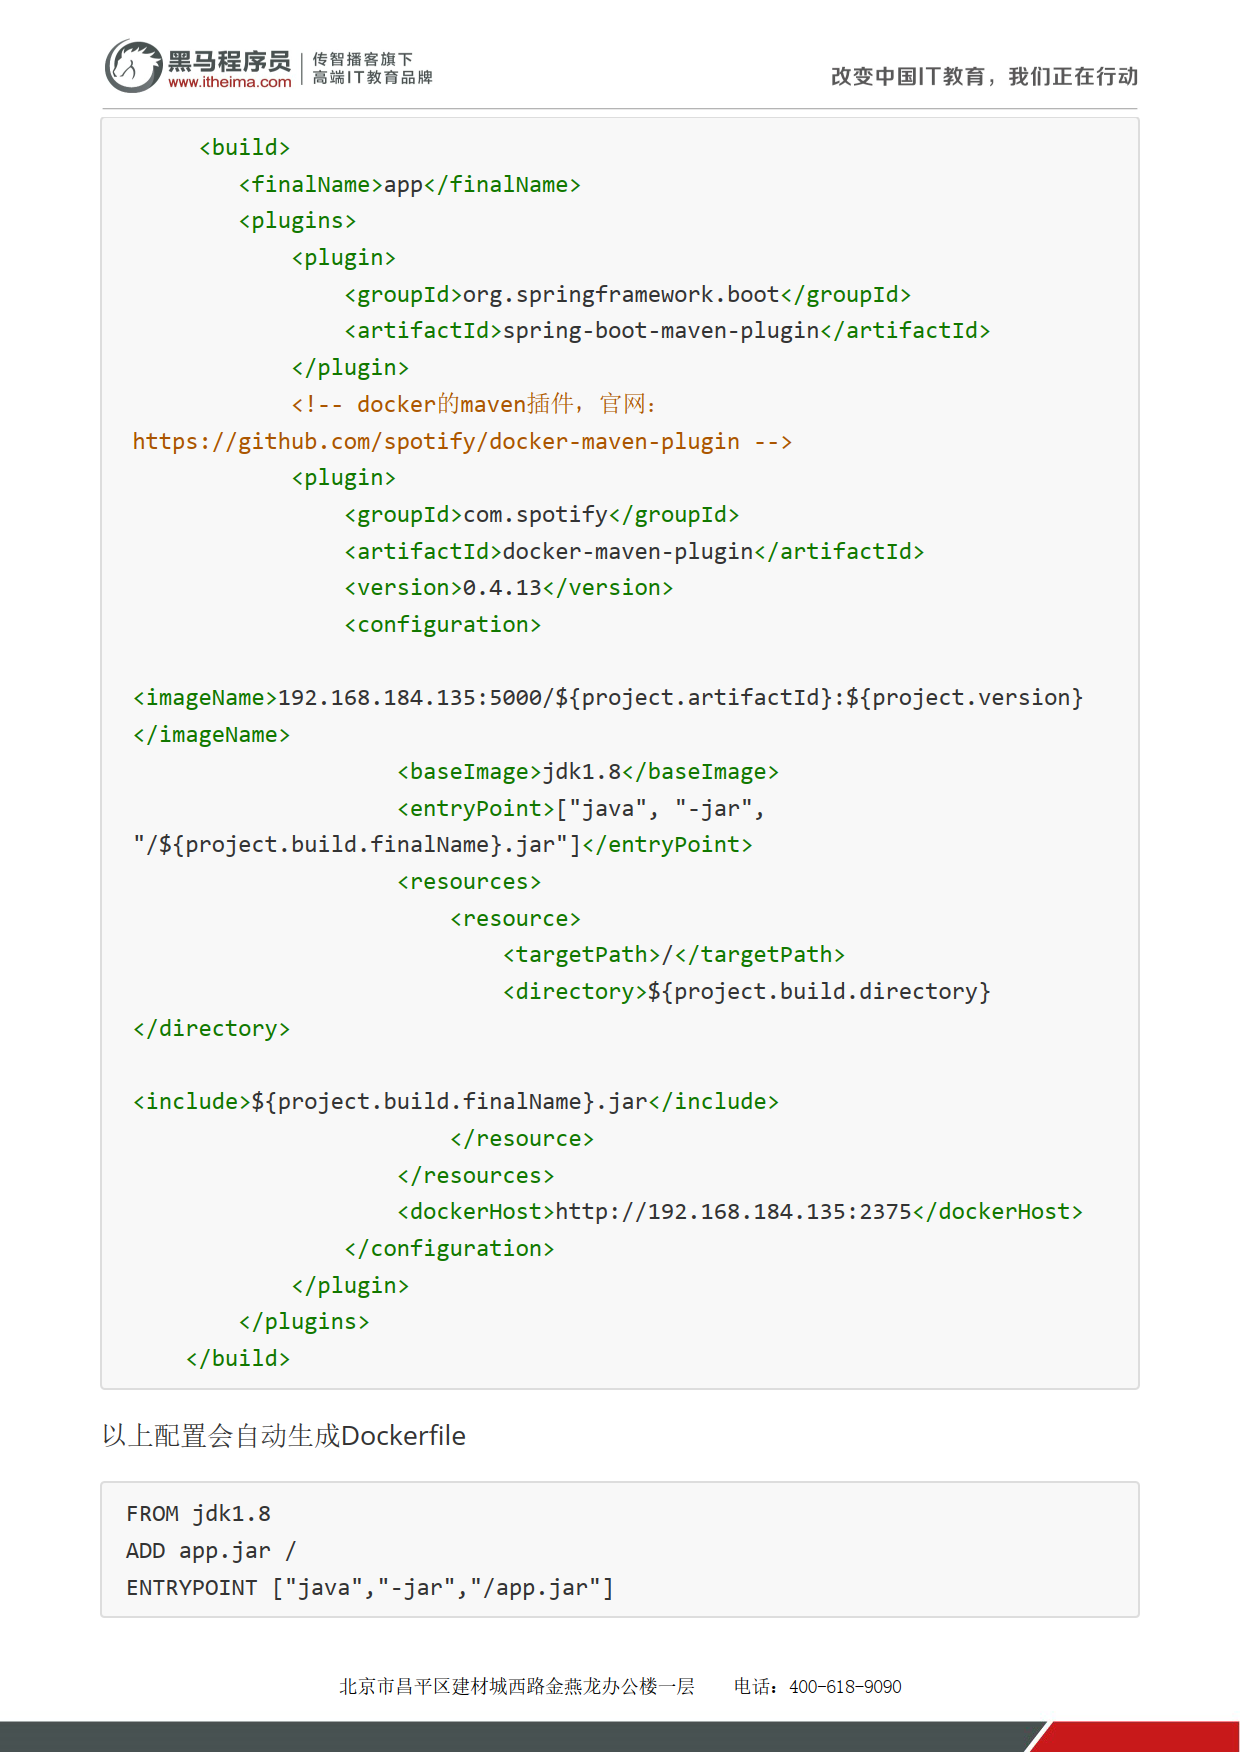 黑马程序员
www.itheima.com
传智播客旗下
高端IT教育品牌
改变中国IT教育，我们正在行动
<build>
<finalName>app</finalName>
<plugins>
<plugin>
<groupId>org.springframework.boot</groupId>
<artifactId>spring-boot-maven-plugin</artifactId>
</plugin>
<!-- docker的maven插件，官网：
https://github.com/spotify/docker-maven-plugin -->
<plugin>
<groupId>com.spotify</groupId>
<artifactId>docker-maven-plugin</artifactId>
<version>0.4.13</version>
<configuration>
<imageName>192.168.184.135:5000/${project.artifactId}:${project.version}
</imageName>
<baseImage>jdk1.8</baseImage>
<entryPoint>["java", "-jar",
"/${project.build.finalName}.jar"]</entryPoint>
<resources>
<resource>
<targetPath>/</targetPath>
<directory>${project.build.directory}
</directory>
<include>${project.build.finalName}.jar</include>
</resource>
</resources>
<dockerHost>http://192.168.184.135:2375</dockerHost>
</configuration>
</plugin>
</plugins>
</build>
以上配置会自动生成Dockerfile
FROM jdk1.8
ADD app.jar /
ENTRYPOINT ["java","-jar","/app.jar"]
北京市昌平区建材城西路金燕龙办公楼一层 电话：400-618-9090